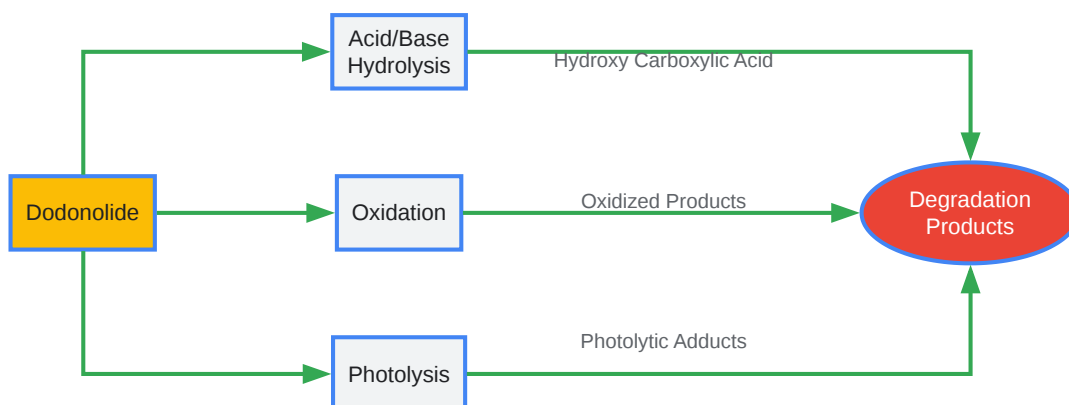 Acid/Base
Hydrolysis
Hydroxy Carboxylic Acid
Dodonolide
Oxidation
Oxidized Products
Degradation
Products
Photolysis
Photolytic Adducts